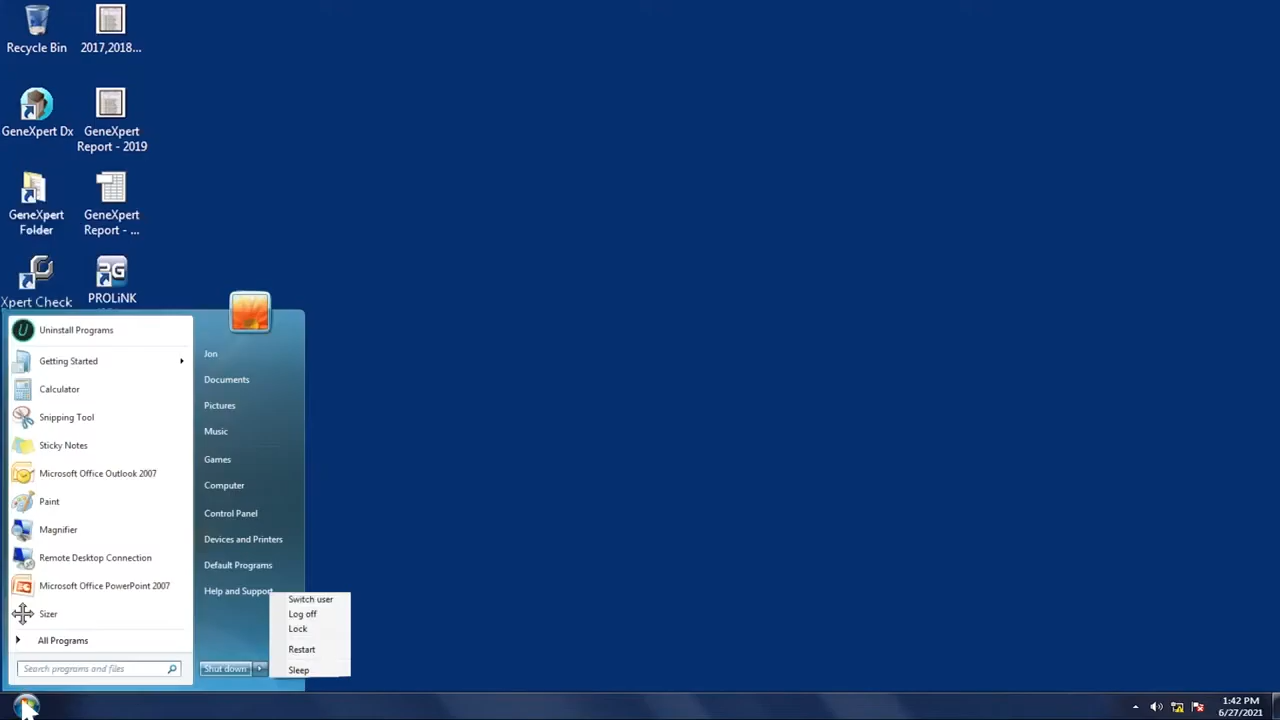 Recycle Bin
2017,2018...
GeneXpert Dx
GeneXpert
Report - 2019
GeneXpert
Folder
GeneXpert
Report - ...
Xpert Check
PROLiNK
Uninstall Programs
Getting Started
Calculator
Snipping Tool
Sticky Notes
Microsoft Office Outlook 2007
Paint
Magnifier
Remote Desktop Connection
Microsoft Office PowerPoint 2007
Sizer
All Programs
Search programs and files
Jon
Documents
Pictures
Music
Games
Computer
Control Panel
Devices and Printers
Default Programs
Help and Support
Shut down
Switch user
Log off
Lock
Restart
Sleep
1:42 PM
6/27/2021